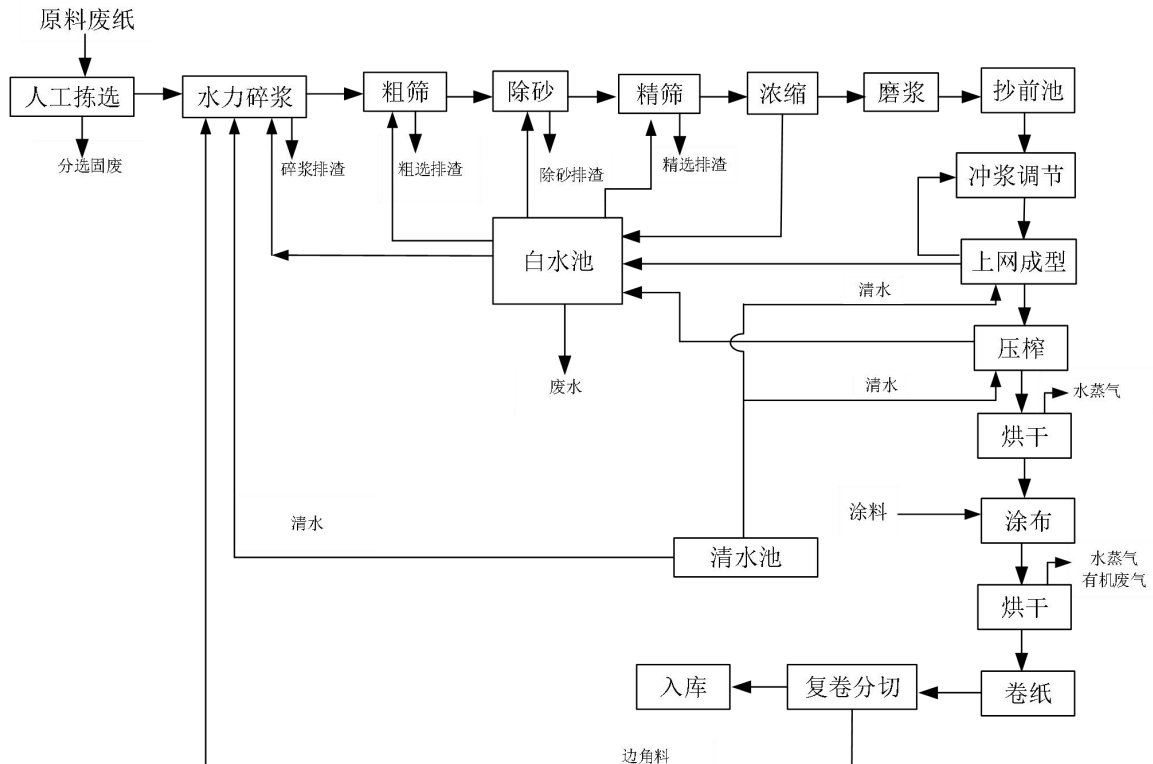 原料废纸
人工拣选
水力碎浆
粗筛
除砂
精筛
浓缩
磨浆
抄前池
分选固废
碎浆排渣
粗选排渣
除砂排渣
精选排渣
冲浆调节
白水池
上网成型
清水
压榨
废水
清水
水蒸气
烘干
涂料
涂布
清水
清水池
水蒸气
有机废气
烘干
入库
复卷分切
卷纸
边角料